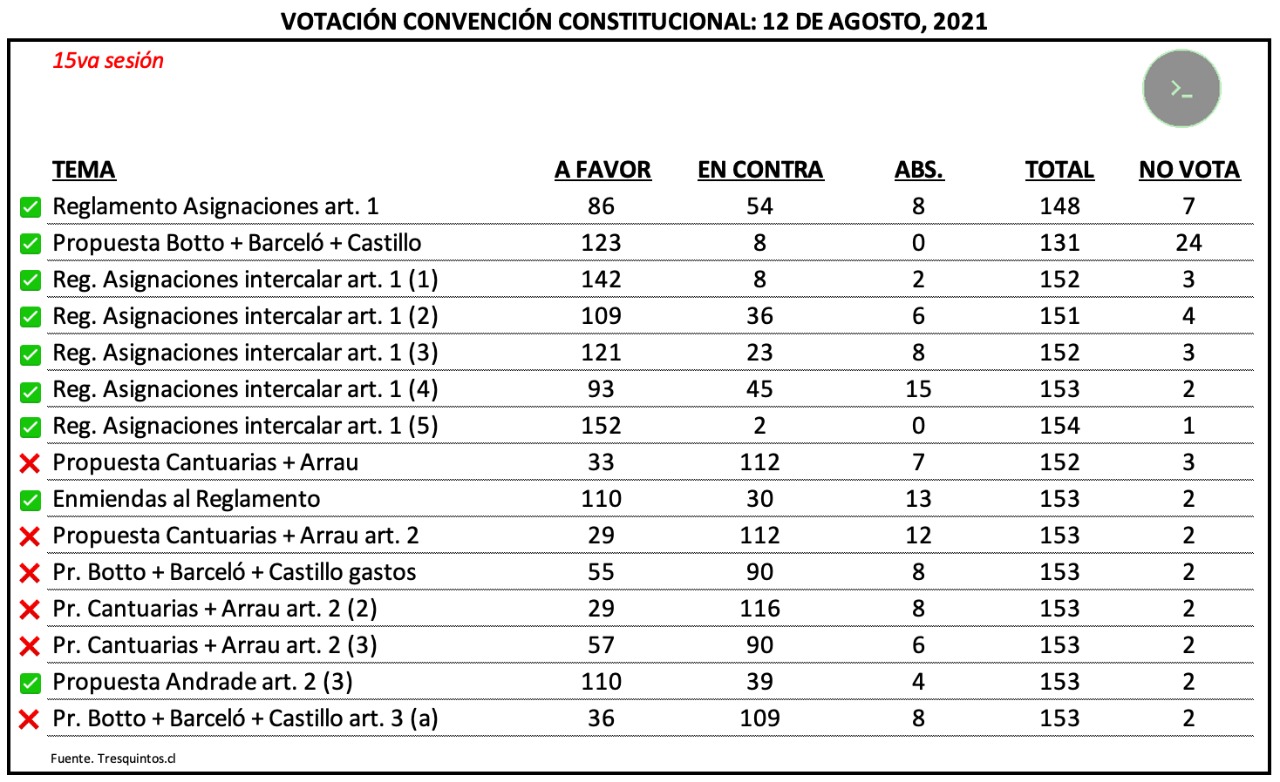 VOTACIÓN CONVENCIÓN CONSTITUCIONAL: 12 DE AGOSTO, 2021
15va sesión
>_
TEMA A FAVOR EN CONTRA ABS. TOTAL NO VOTA
Reglamento Asignaciones art. 1 86 54 8 148 7
Propuesta Botto + Barceló + Castillo 123 8 0 131 24
Reg. Asignaciones intercalar art. 1 (1) 142 8 2 152 3
Reg. Asignaciones intercalar art. 1 (2) 109 36 6 151 4
Reg. Asignaciones intercalar art. 1 (3) 121 23 8 152 3
Reg. Asignaciones intercalar art. 1 (4) 93 45 15 153 2
Reg. Asignaciones intercalar art. 1 (5) 152 2 0 154 1
Propuesta Cantuarias + Arrau 33 112 7 152 3
Enmiendas al Reglamento 110 30 13 153 2
Propuesta Cantuarias + Arrau art. 2 29 112 12 153 2
Pr. Botto + Barceló + Castillo gastos 55 90 8 153 2
Pr. Cantuarias + Arrau art. 2 (2) 29 116 8 153 2
Pr. Cantuarias + Arrau art. 2 (3) 57 90 6 153 2
Propuesta Andrade art. 2 (3) 110 39 4 153 2
Pr. Botto + Barceló + Castillo art. 3 (a) 36 109 8 153 2
Fuente. Tresquintos.cl